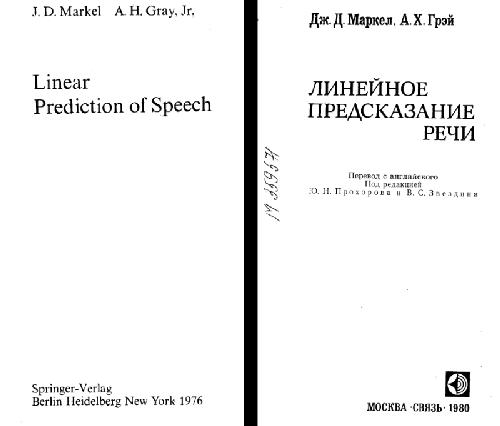 J. D. Markel A. H. Gray, Jr.
Linear
Prediction of Speech
Springer-Verlag
Berlin Heidelberg New York 1976
Дж. Д. Маркел, А. Х. Грэй
ЛИНЕЙНОЕ
ПРЕДСКАЗАНИЕ
РЕЧИ
Перевод с английского
Под редакцией
Ю. Н. Прохорова и В. С. Звездина
МОСКВА «СВЯЗЬ» 1980